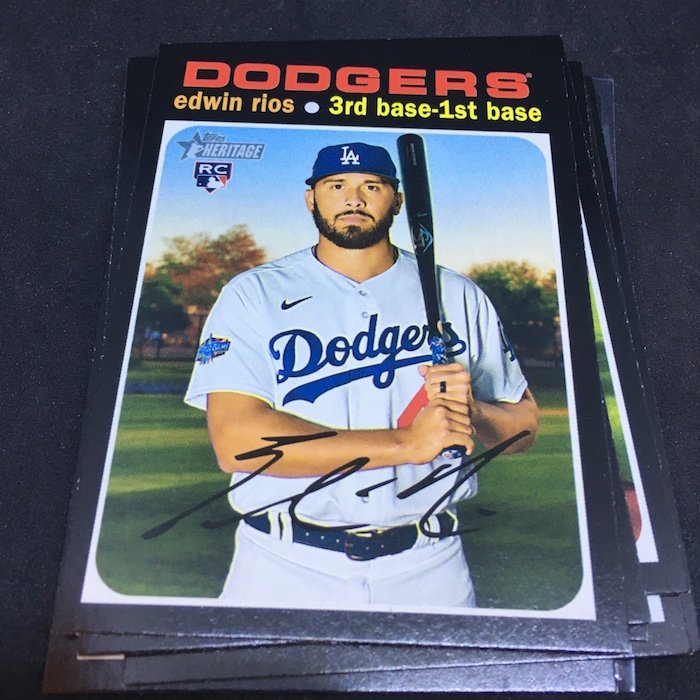 DODGERS
edwin rios • 3rd base-1st base
topps
HERITAGE
RC
LA
Dodgers